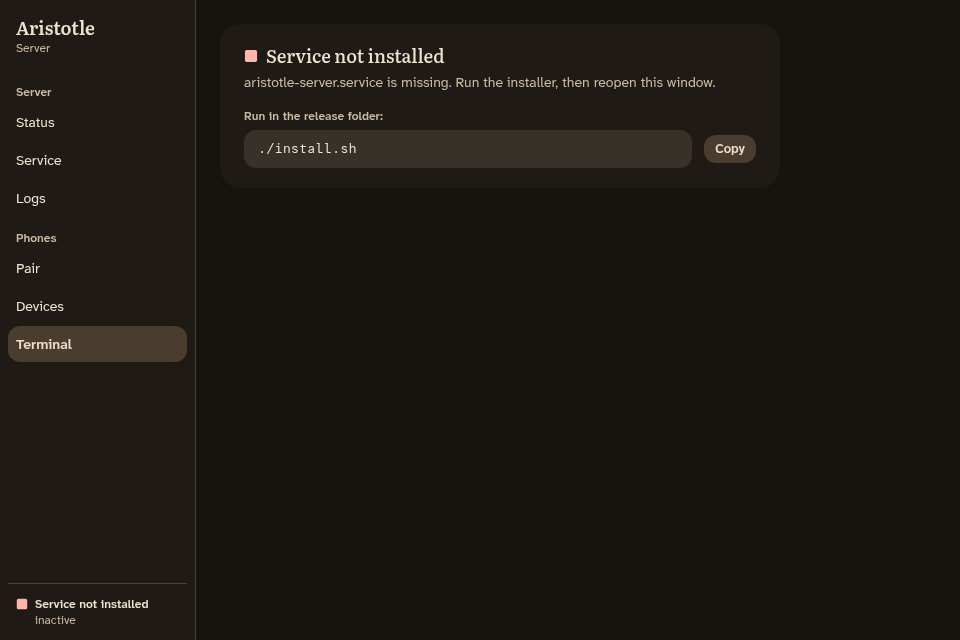 Aristotle
Server
Server
Status
Service
Logs
Phones
Pair
Devices
Terminal
Service not installed
inactive
Service not installed
aristotle-server.service is missing. Run the installer, then reopen this window.
Run in the release folder:
./install.sh
Copy